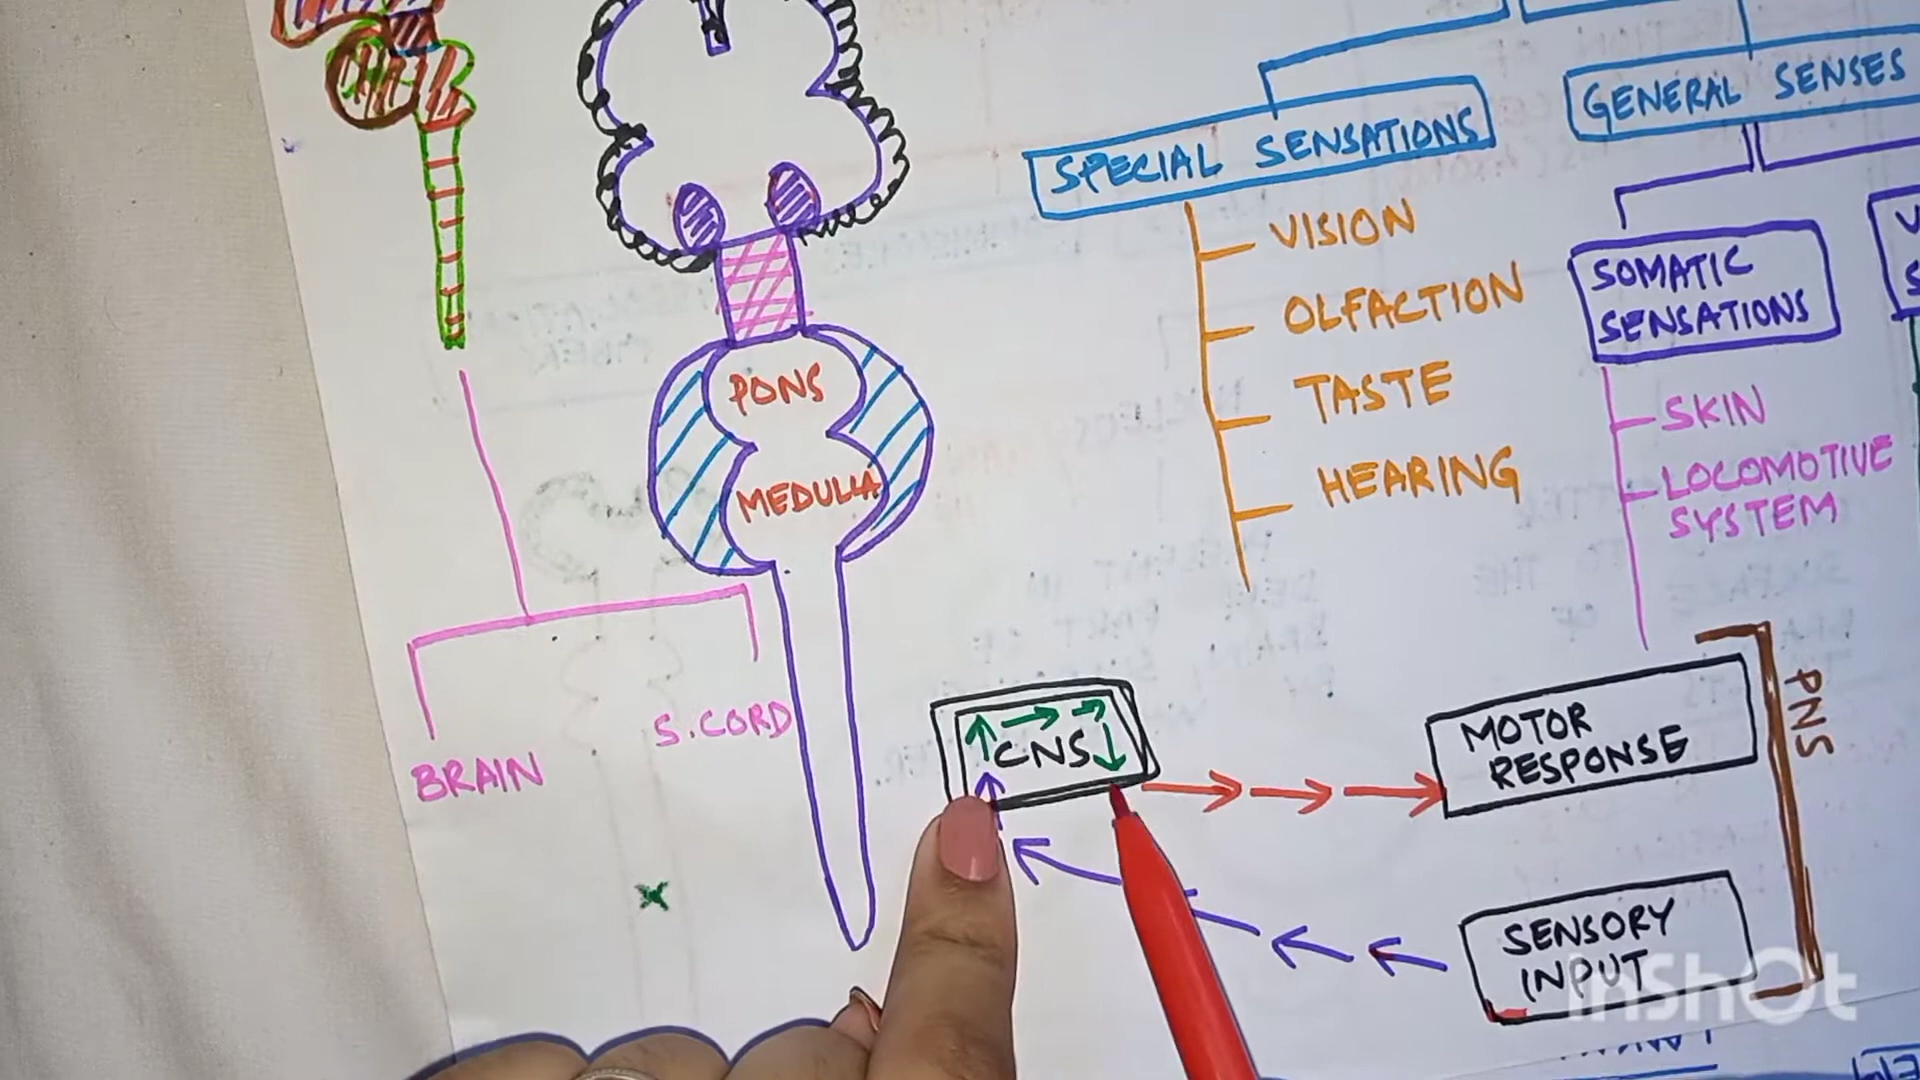 SPECIAL SENSATIONS
VISION
OLFACTION
TASTE
HEARING
GENERAL SENSES
SOMATIC
SENSATIONS
SKIN
LOCOMOTIVE
SYSTEM
PONS
MEDULLA
BRAIN
S. CORD
CNS
MOTOR
RESPONSE
PNS
SENSORY
INPUT
InShOt